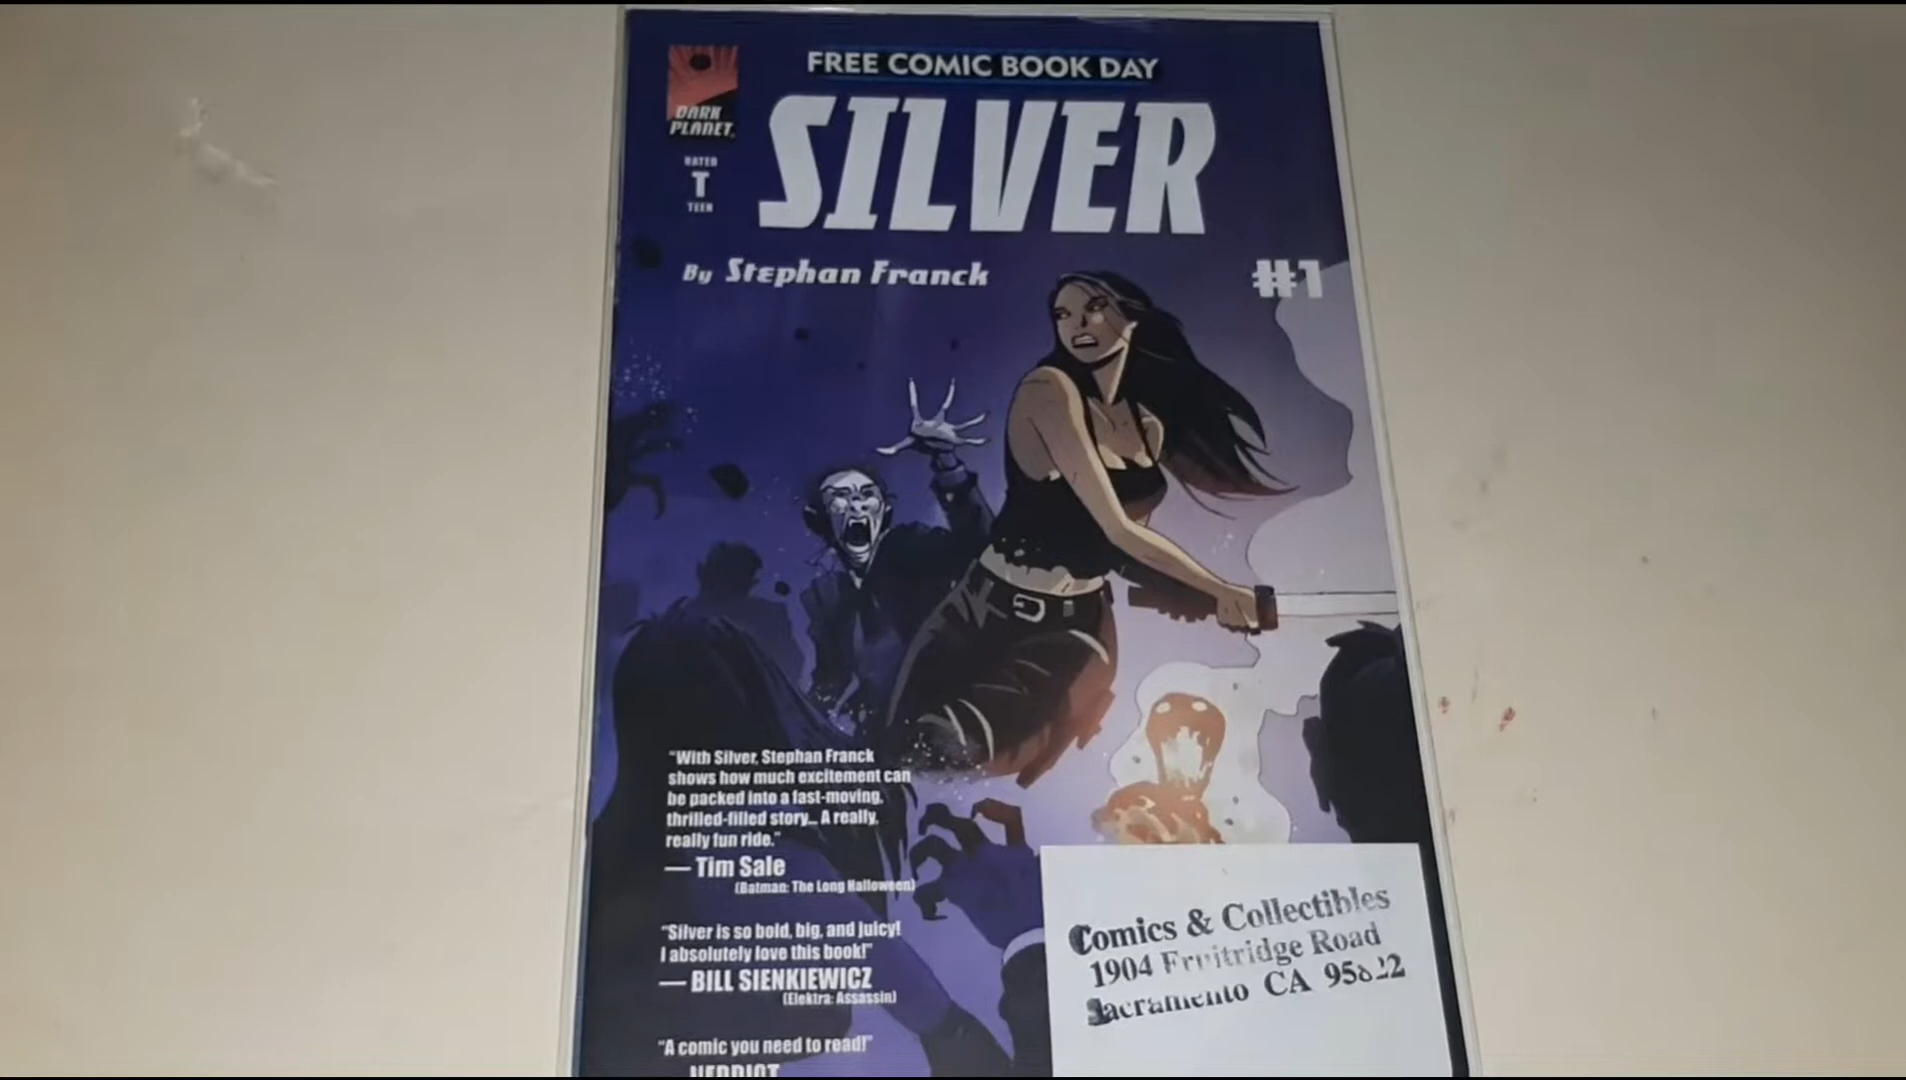 FREE COMIC BOOK DAY
DARK
PLANET
SILVER
RATED
T
TEEN
By Stephan Franck
#1
"With Silver, Stephan Franck
shows how much excitement can
be packed into a fast-moving,
thrilled-filled story... A really,
really fun ride."
— Tim Sale
(Batman: The Long Halloween)
"Silver is so bold, big, and juicy!
I absolutely love this book!"
— BILL SIENKIEWICZ
(Elektra: Assassin)
"A comic you need to read!"
Comics & Collectibles
1904 Fruitridge Road
Sacramento CA 95822